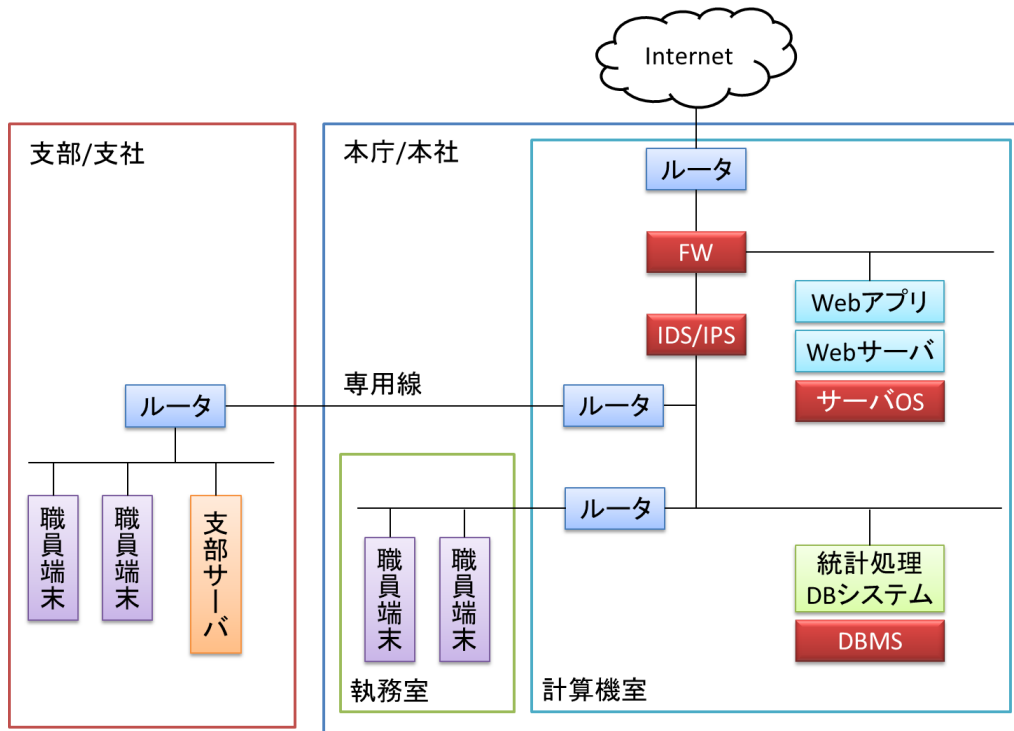 Internet
支部/支社
本庁/本社
ルータ
FW
Webアプリ
IDS/IPS
Webサーバ
専用線
サーバOS
ルータ
ルータ
職員端末
職員端末
支部サーバ
ルータ
職員端末
職員端末
統計処理
DBシステム
DBMS
執務室
計算機室